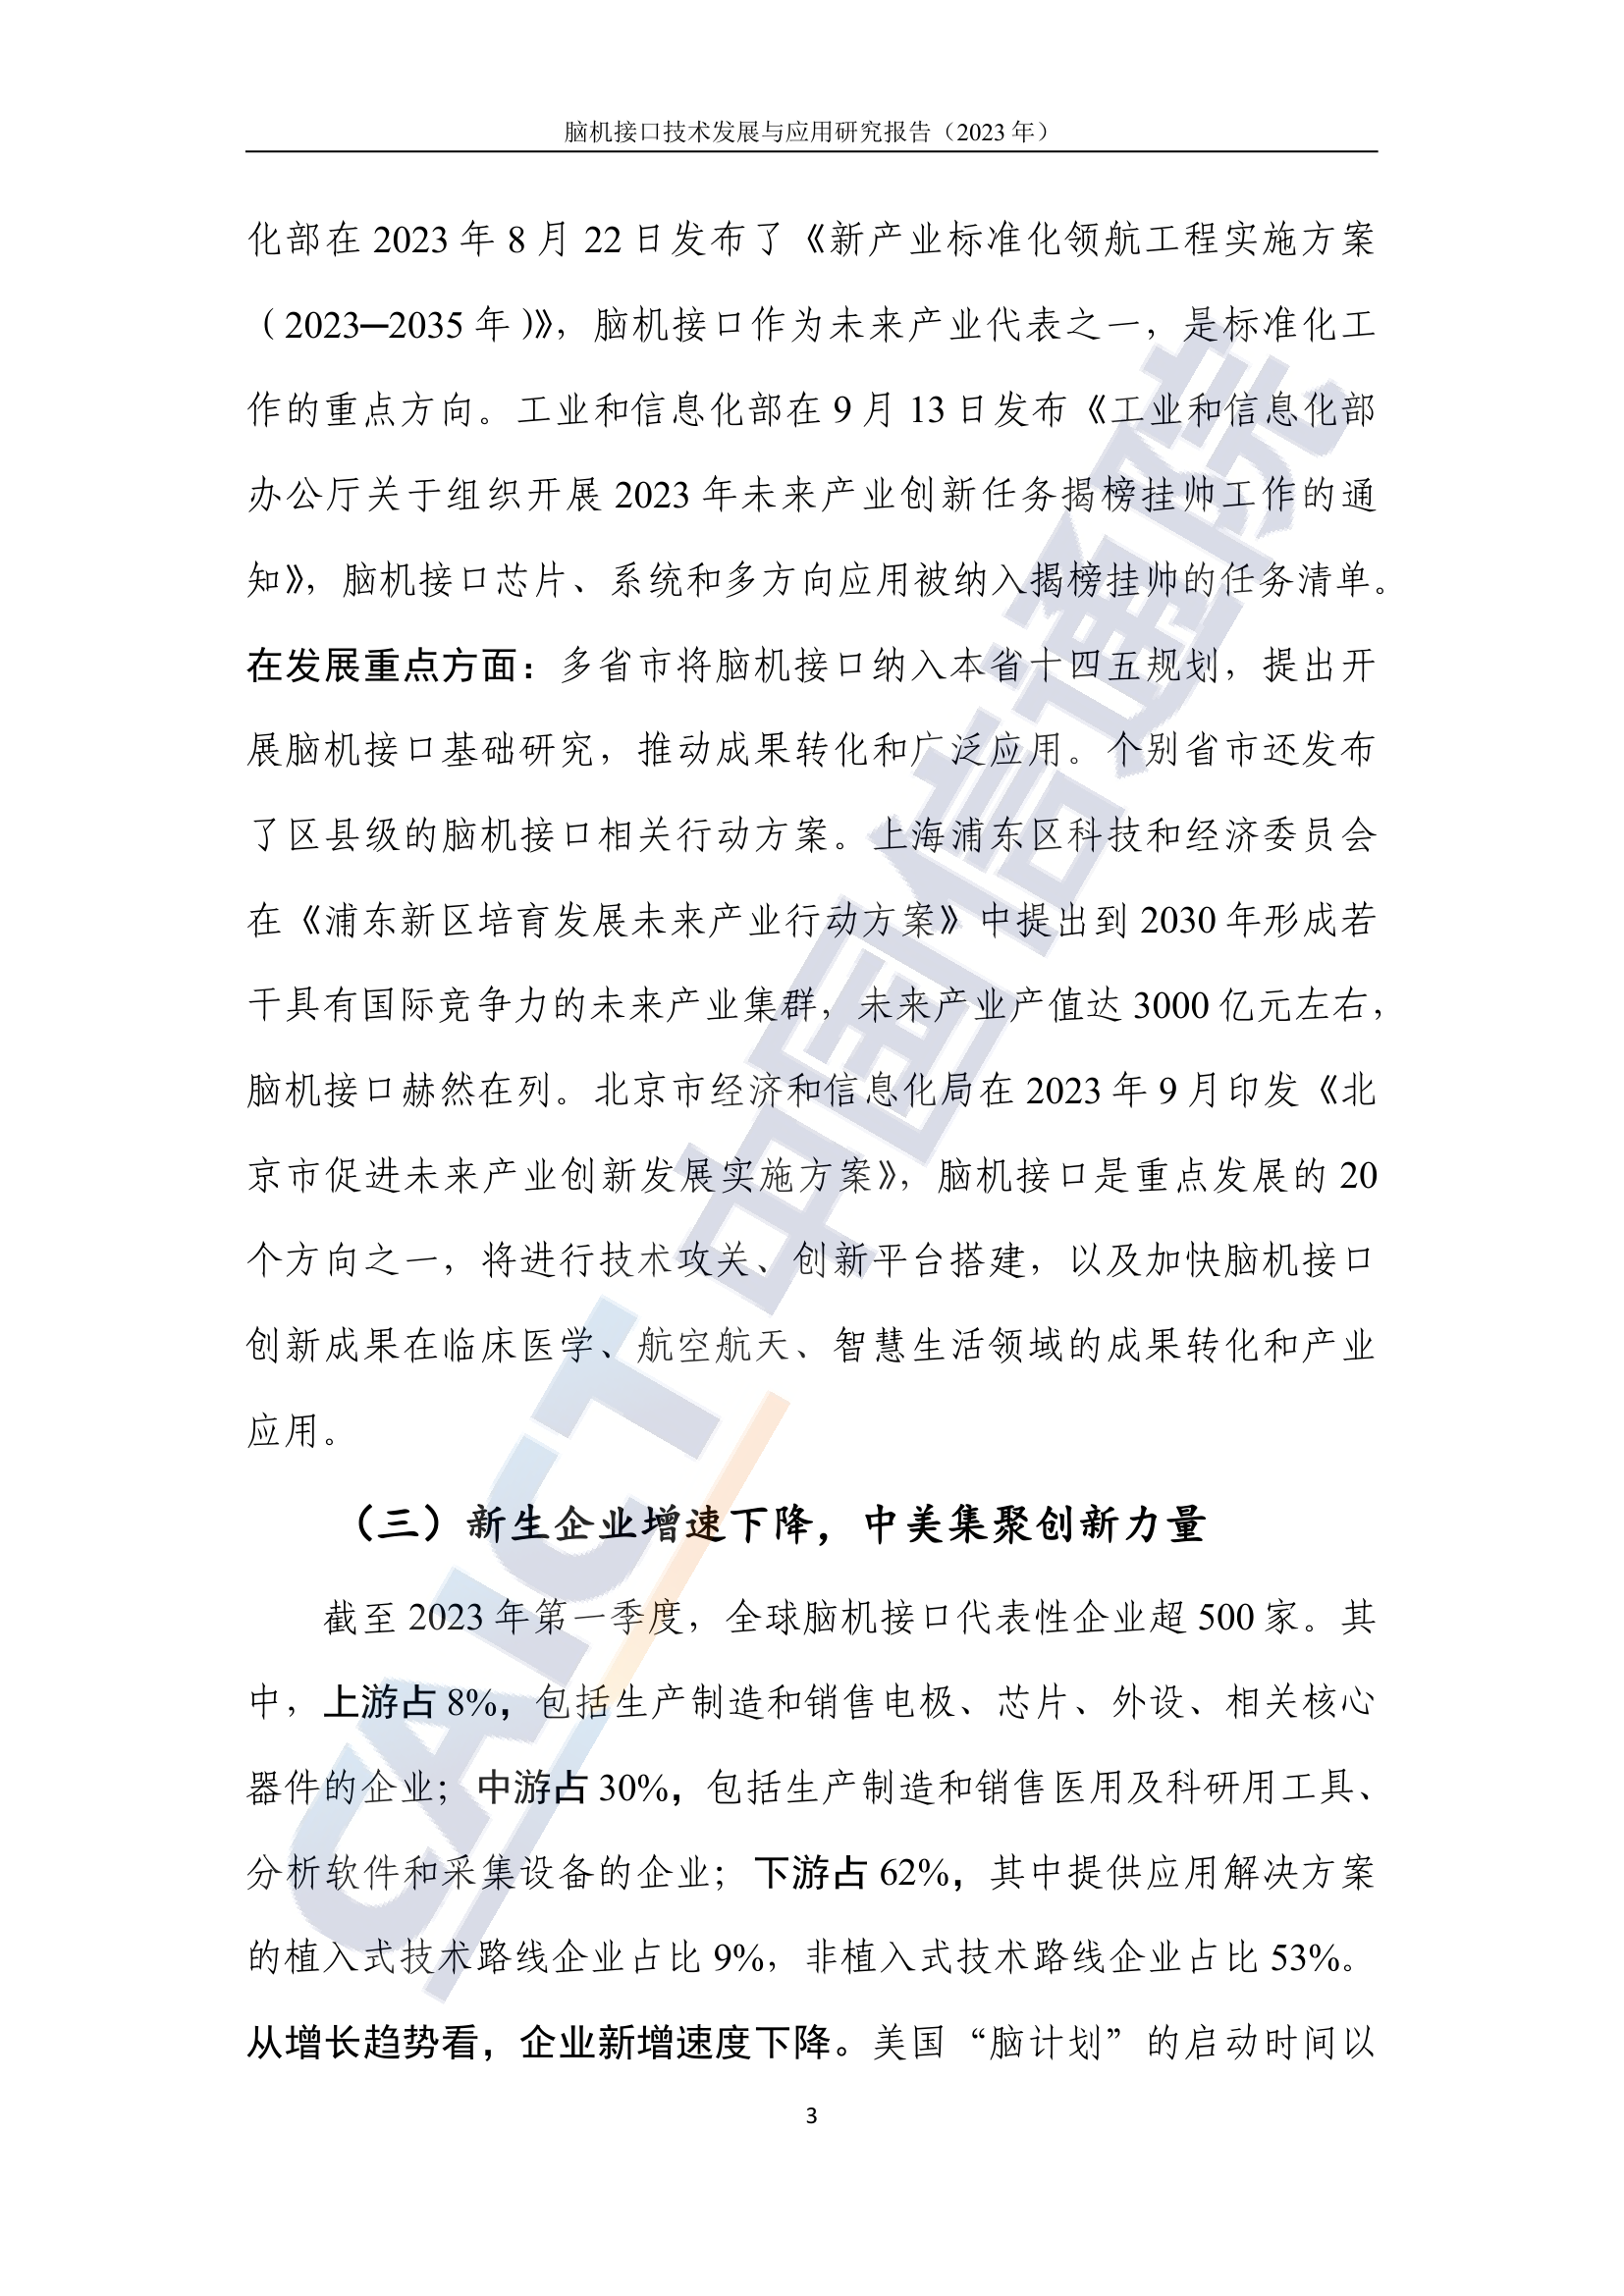 脑机接口技术发展与应用研究报告（2023 年）
化部在 2023 年 8 月 22 日发布了《新产业标准化领航工程实施方案
（2023—2035 年）》，脑机接口作为未来产业代表之一，是标准化工
作的重点方向。工业和信息化部在 9 月 13 日发布《工业和信息化部
办公厅关于组织开展 2023 年未来产业创新任务揭榜挂帅工作的通
知》，脑机接口芯片、系统和多方向应用被纳入揭榜挂帅的任务清单。
在发展重点方面：多省市将脑机接口纳入本省十四五规划，提出开
展脑机接口基础研究，推动成果转化和广泛应用。个别省市还发布
了区县级的脑机接口相关行动方案。上海浦东区科技和经济委员会
在《浦东新区培育发展未来产业行动方案》中提出到 2030 年形成若
干具有国际竞争力的未来产业集群，未来产业产值达 3000 亿元左右，
脑机接口赫然在列。北京市经济和信息化局在 2023 年 9 月印发《北
京市促进未来产业创新发展实施方案》，脑机接口是重点发展的 20
个方向之一，将进行技术攻关、创新平台搭建，以及加快脑机接口
创新成果在临床医学、航空航天、智慧生活领域的成果转化和产业
应用。
（三）新生企业增速下降，中美集聚创新力量
截至 2023 年第一季度，全球脑机接口代表性企业超 500 家。其
中，上游占 8%，包括生产制造和销售电极、芯片、外设、相关核心
器件的企业；中游占 30%，包括生产制造和销售医用及科研用工具、
分析软件和采集设备的企业；下游占 62%，其中提供应用解决方案
的植入式技术路线企业占比 9%，非植入式技术路线企业占比 53%。
从增长趋势看，企业新增速度下降。美国“脑计划”的启动时间以
3
CAICT 中国信通院